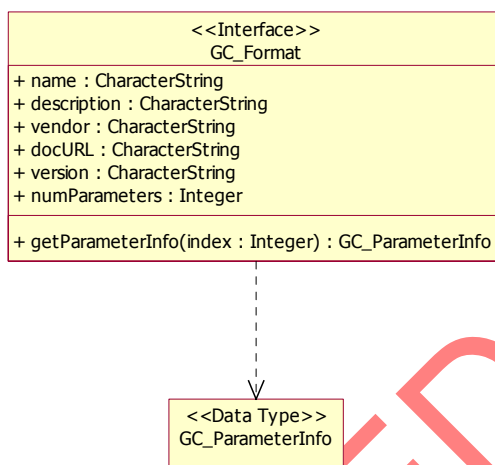 <<Interface>>
GC_Format
+ name : CharacterString
+ description : CharacterString
+ vendor : CharacterString
+ docURL : CharacterString
+ version : CharacterString
+ numParameters : Integer
+ getParameterInfo(index : Integer) : GC_ParameterInfo
<<Data Type>>
GC_ParameterInfo